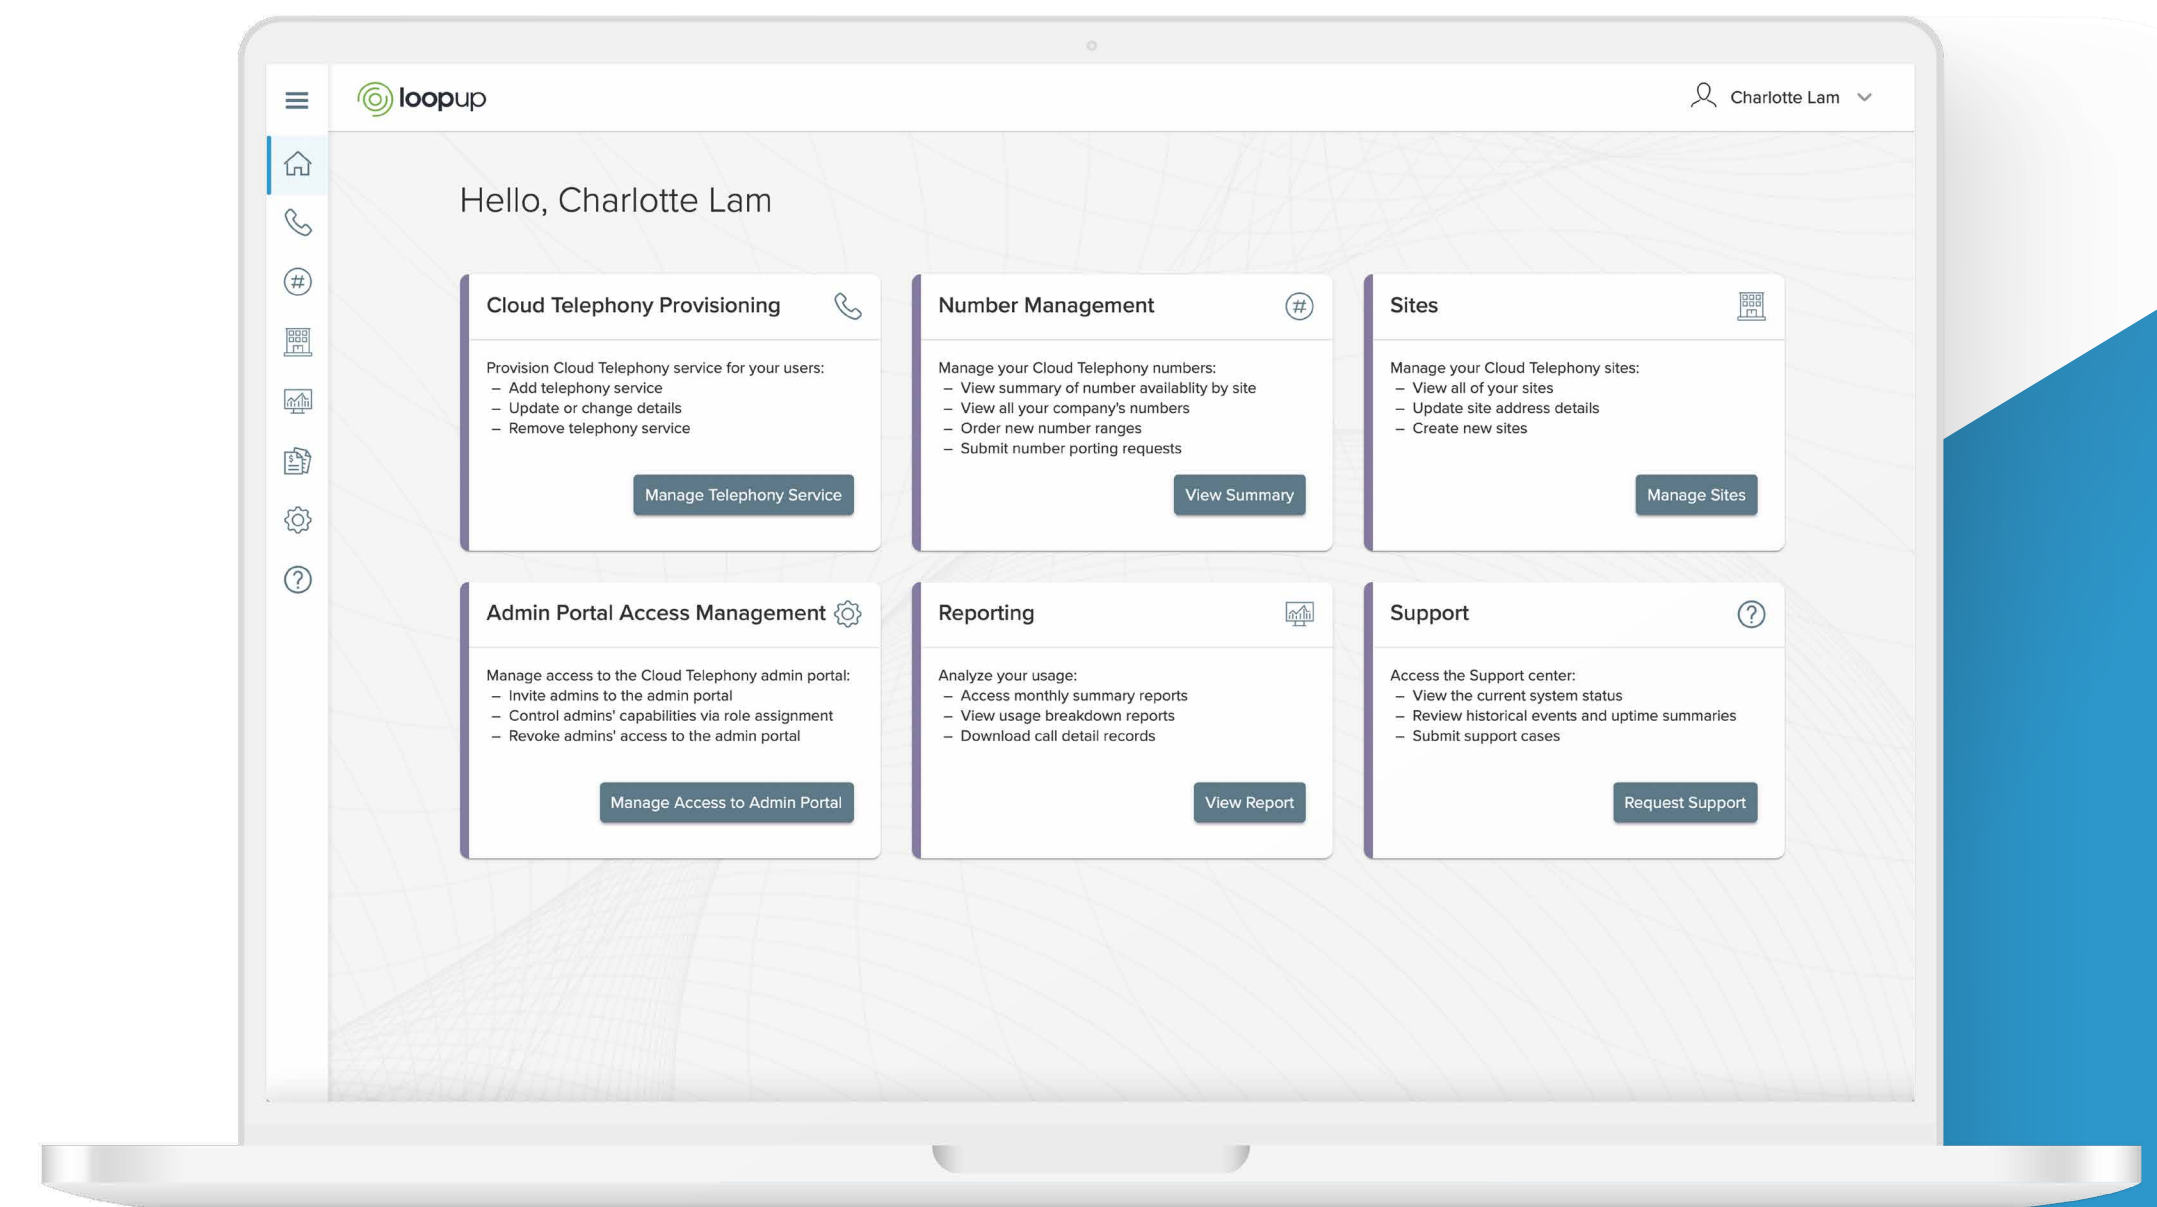 loopup
Charlotte Lam
Hello, Charlotte Lam
Cloud Telephony Provisioning
Provision Cloud Telephony service for your users:
– Add telephony service
– Update or change details
– Remove telephony service
Manage Telephony Service
Number Management
#
Manage your Cloud Telephony numbers:
– View summary of number availablity by site
– View all your company's numbers
– Order new number ranges
– Submit number porting requests
View Summary
Sites
Manage your Cloud Telephony sites:
– View all of your sites
– Update site address details
– Create new sites
Manage Sites
Admin Portal Access Management
Manage access to the Cloud Telephony admin portal:
– Invite admins to the admin portal
– Control admins' capabilities via role assignment
– Revoke admins' access to the admin portal
Manage Access to Admin Portal
Reporting
Analyze your usage:
– Access monthly summary reports
– View usage breakdown reports
– Download call detail records
View Report
Support
?
Access the Support center:
– View the current system status
– Review historical events and uptime summaries
– Submit support cases
Request Support